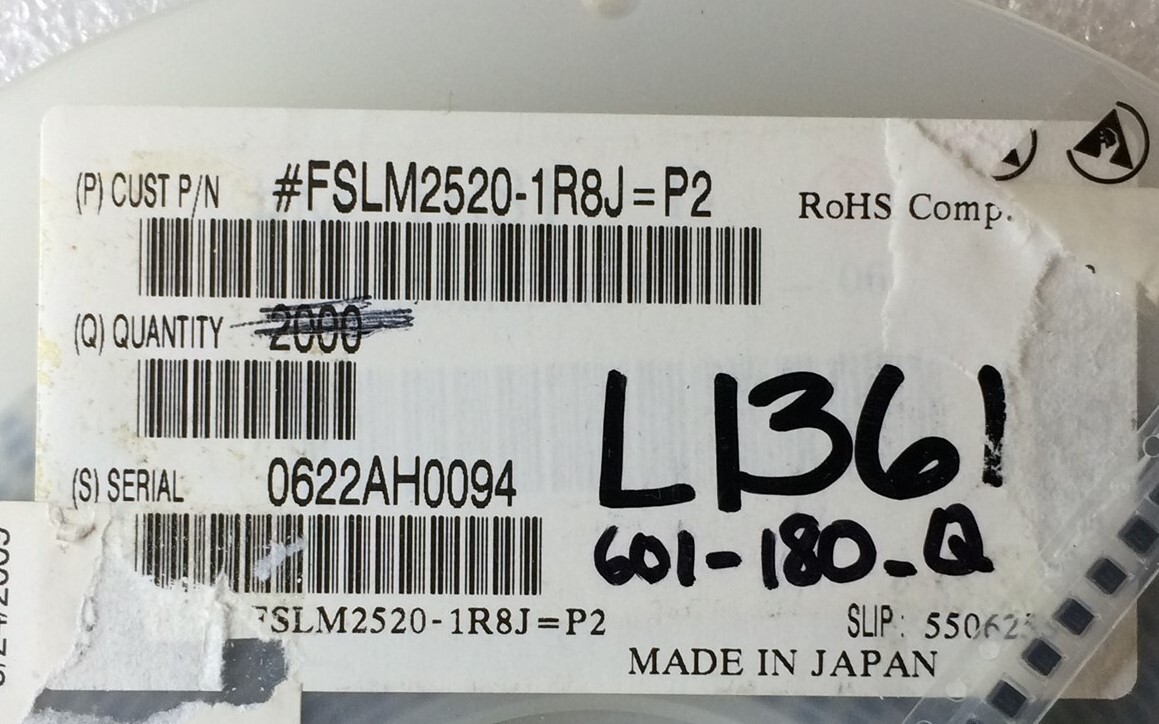 (P) CUST P/N #FSLM2520-1R8J=P2
RoHS Comp.
(Q) QUANTITY 2000
L1361
(S) SERIAL 0622AH0094
601-180-Q
FSLM2520-1R8J=P2
SLIP: 55062
MADE IN JAPAN